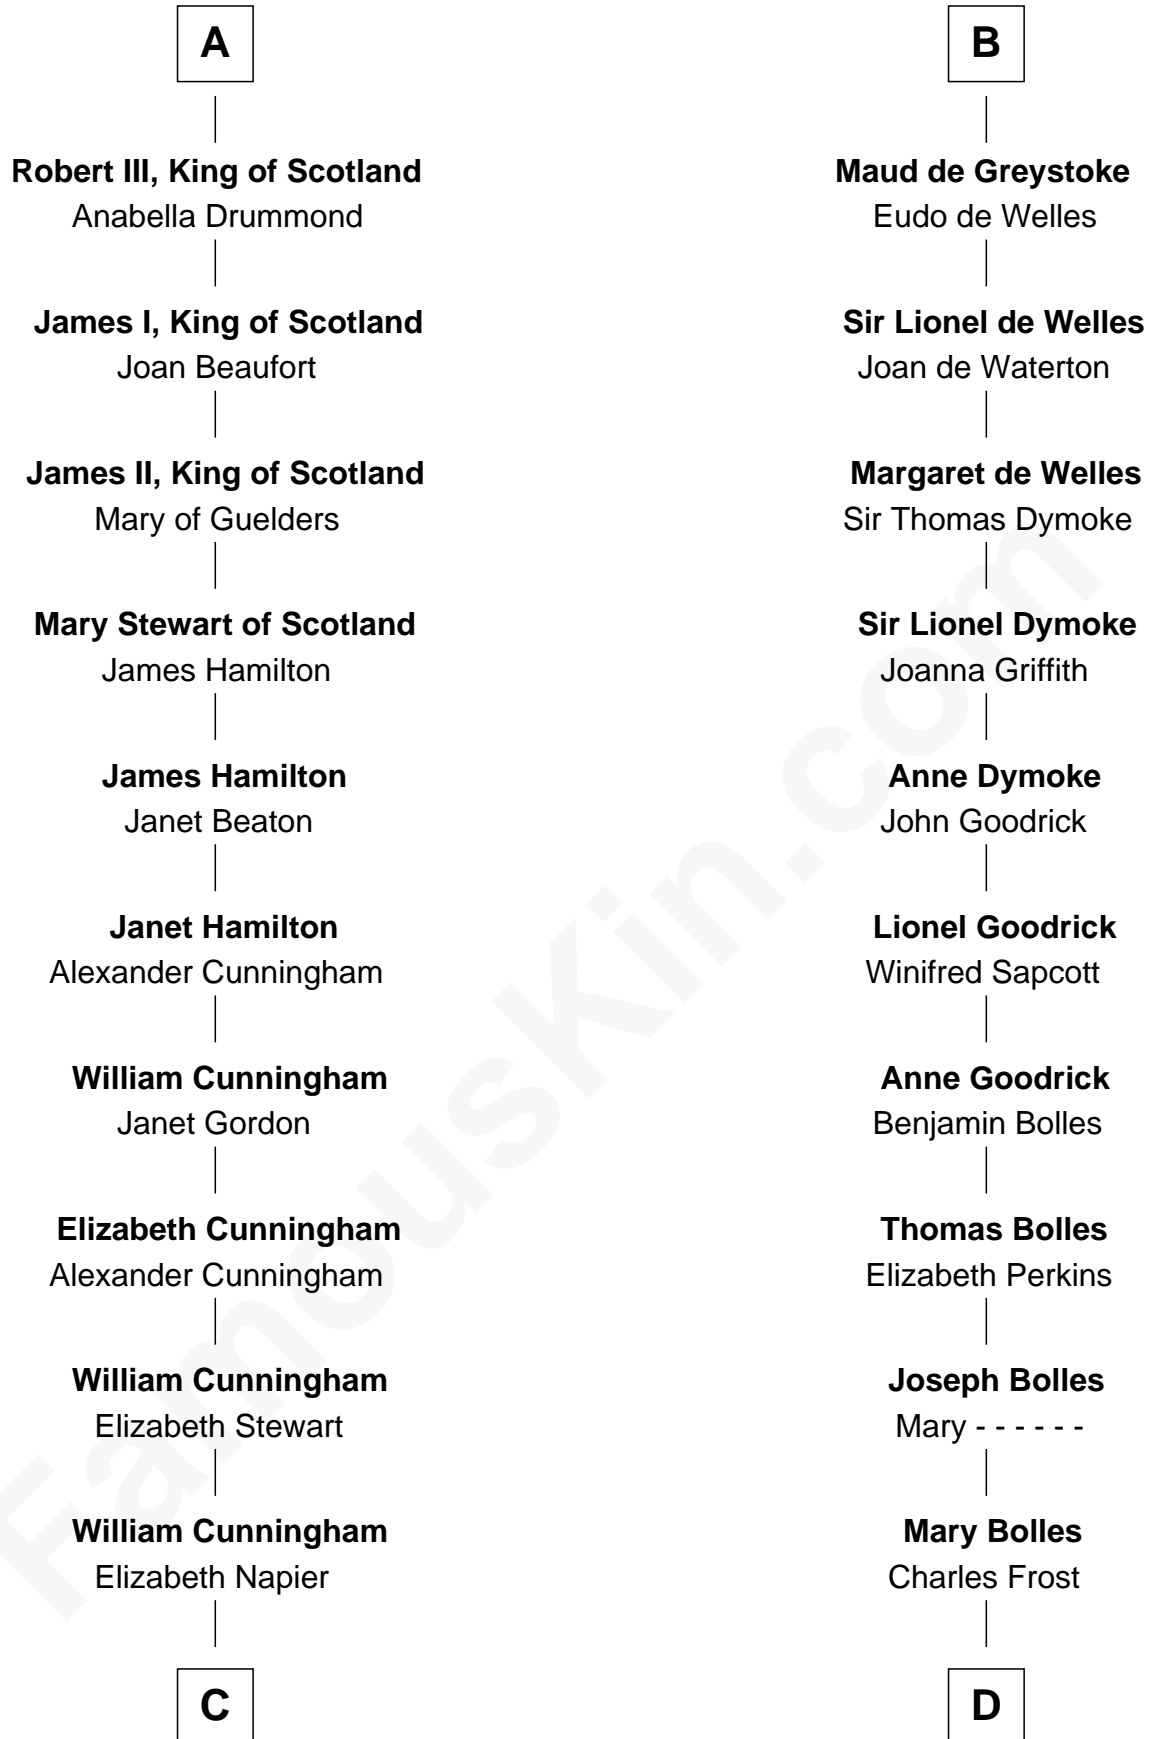 A
Robert III, King of Scotland
Anabella Drummond
James I, King of Scotland
Joan Beaufort
James II, King of Scotland
Mary of Guelders
Mary Stewart of Scotland
James Hamilton
James Hamilton
Janet Beaton
Janet Hamilton
Alexander Cunningham
William Cunningham
Janet Gordon
Elizabeth Cunningham
Alexander Cunningham
William Cunningham
Elizabeth Stewart
William Cunningham
Elizabeth Napier
C
B
Maud de Greystoke
Eudo de Welles
Sir Lionel de Welles
Joan de Waterton
Margaret de Welles
Sir Thomas Dymoke
Sir Lionel Dymoke
Joanna Griffith
Anne Dymoke
John Goodrick
Lionel Goodrick
Winifred Sapcott
Anne Goodrick
Benjamin Bolles
Thomas Bolles
Elizabeth Perkins
Joseph Bolles
Mary - - - - - -
Mary Bolles
Charles Frost
D
FamousKin.com